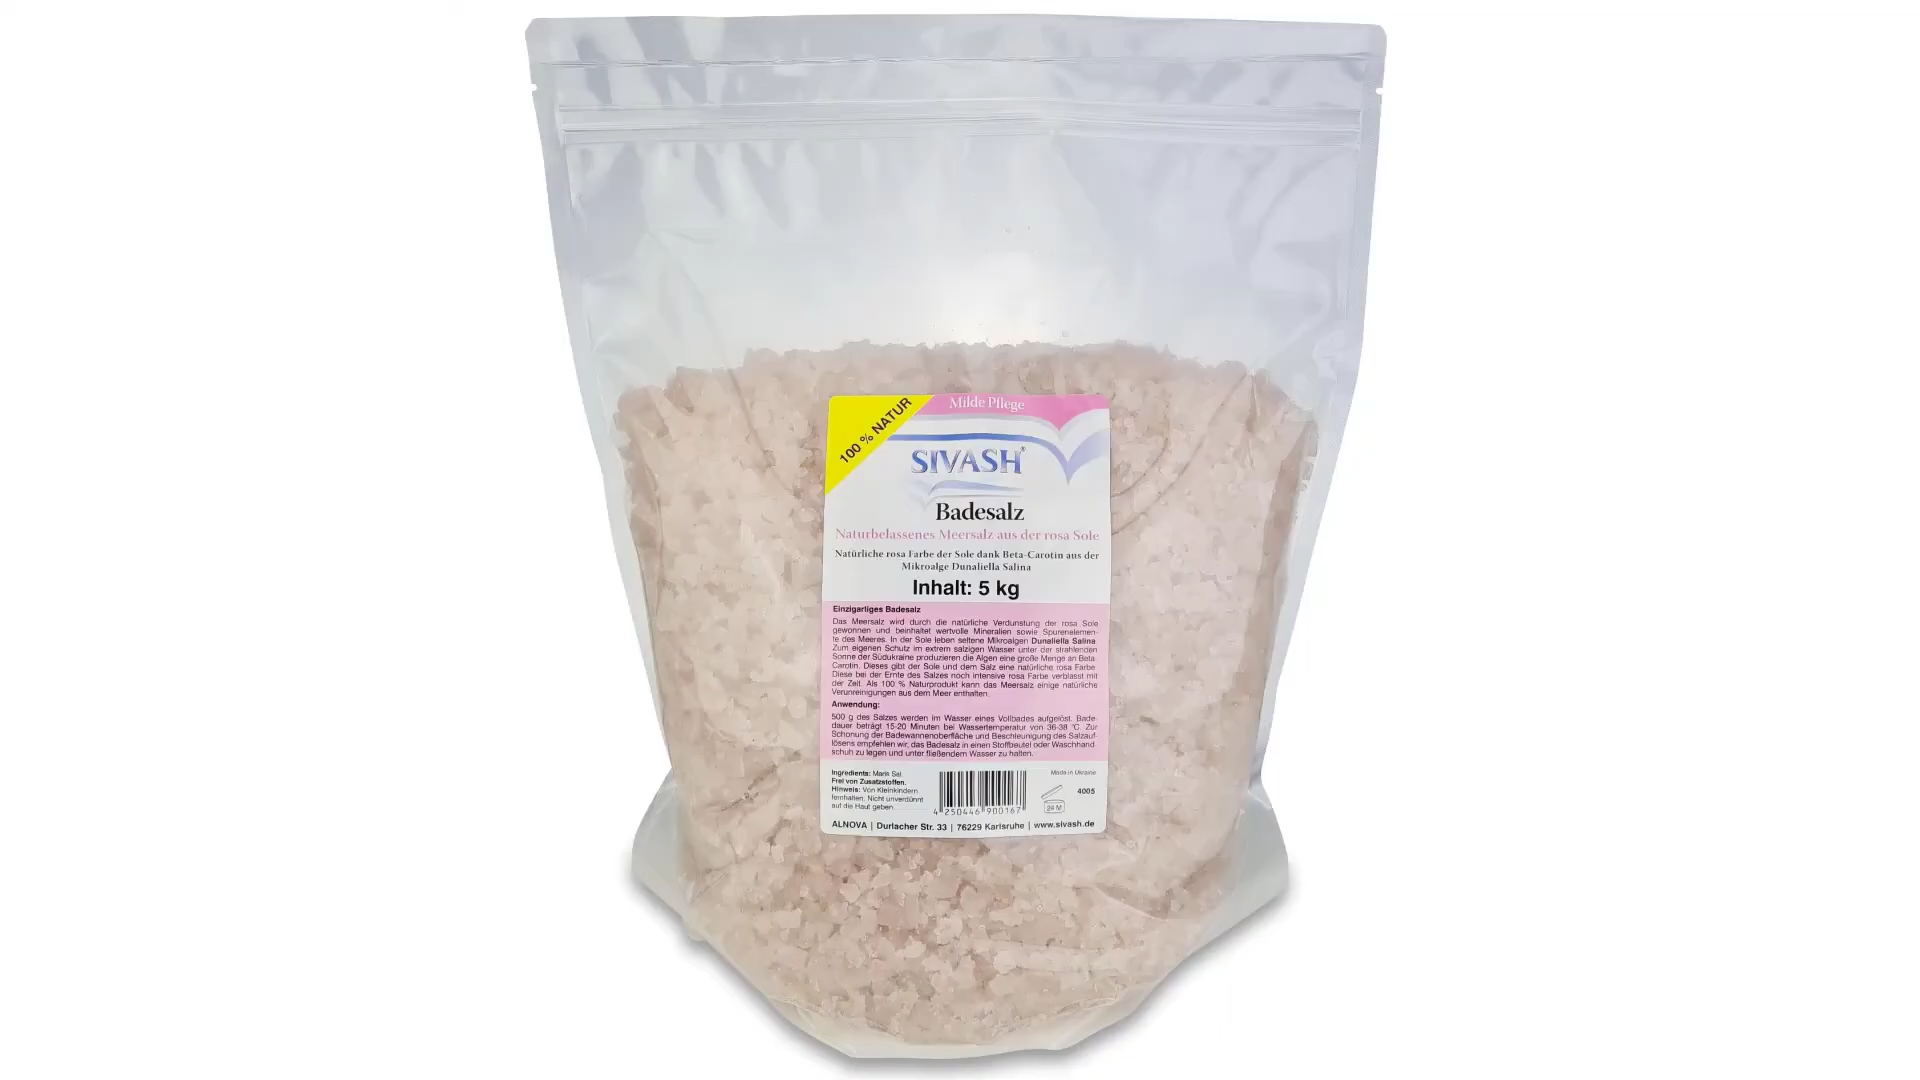 100 % NATUR
Milde Pflege
SIVASH®
Badesalz
Naturbelassenes Meersalz aus der rosa Sole
Natürliche rosa Farbe der Sole dank Beta-Carotin aus der
Mikroalge Dunaliella Salina
Inhalt: 5 kg
Einzigartiges Badesalz
Das Meersalz wird durch die natürliche Verdunstung der rosa Sole
gewonnen und beinhaltet wertvolle Mineralien sowie Spurenelemen-
te des Meeres. In der Sole leben seltene Mikroalgen Dunaliella Salina.
Zum eigenen Schutz im extrem salzigen Wasser unter der strahlenden
Sonne der Südukraine produzieren die Algen eine große Menge an Beta
Carotin. Dieses gibt der Sole und dem Salz eine natürliche rosa Farbe.
Diese bei der Ernte des Salzes noch intensive rosa Farbe verblasst mit
der Zeit. Als 100 % Naturprodukt kann das Meersalz einige natürliche
Verunreinigungen aus dem Meer enthalten.
Anwendung:
500 g des Salzes werden im Wasser eines Vollbades aufgelöst. Bade-
dauer beträgt 15-20 Minuten bei Wassertemperatur von 36-38 °C. Zur
Schonung der Badewannenoberfläche und Beschleunigung des Salzauf-
lösens empfehlen wir, das Badesalz in einen Stoffbeutel oder Waschhand
schuh zu legen und unter fließendem Wasser zu halten.
Ingredients: Maris Sal
Frei von Zusatzstoffen.
Hinweis: Von Kleinkindern
fernhalten. Nicht unverdünnt
auf die Haut geben.
4 250446 900167
Made in Ukraine
4005
24 M
ALNOVA | Durlacher Str. 33 | 76229 Karlsruhe | www.sivash.de